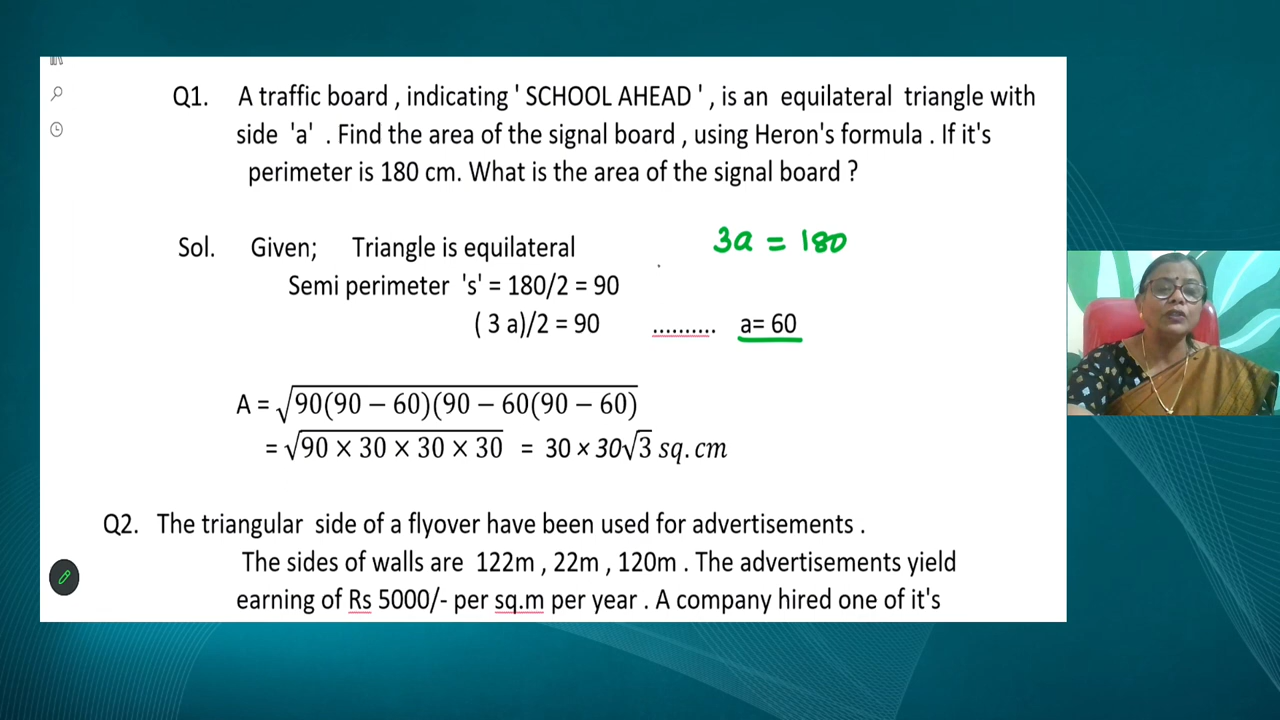 Q1. A traffic board , indicating ' SCHOOL AHEAD ' , is an equilateral triangle with
side 'a' . Find the area of the signal board , using Heron's formula . If it's
perimeter is 180 cm. What is the area of the signal board ?
Sol. Given; Triangle is equilateral 3a = 180
Semi perimeter 's' = 180/2 = 90
( 3 a)/2 = 90 .......... a= 60
A = √90(90 − 60)(90 − 60(90 − 60)
= √90 × 30 × 30 × 30 = 30 × 30√3 sq. cm
Q2. The triangular side of a flyover have been used for advertisements .
The sides of walls are 122m , 22m , 120m . The advertisements yield
earning of Rs 5000/- per sq.m per year . A company hired one of it's